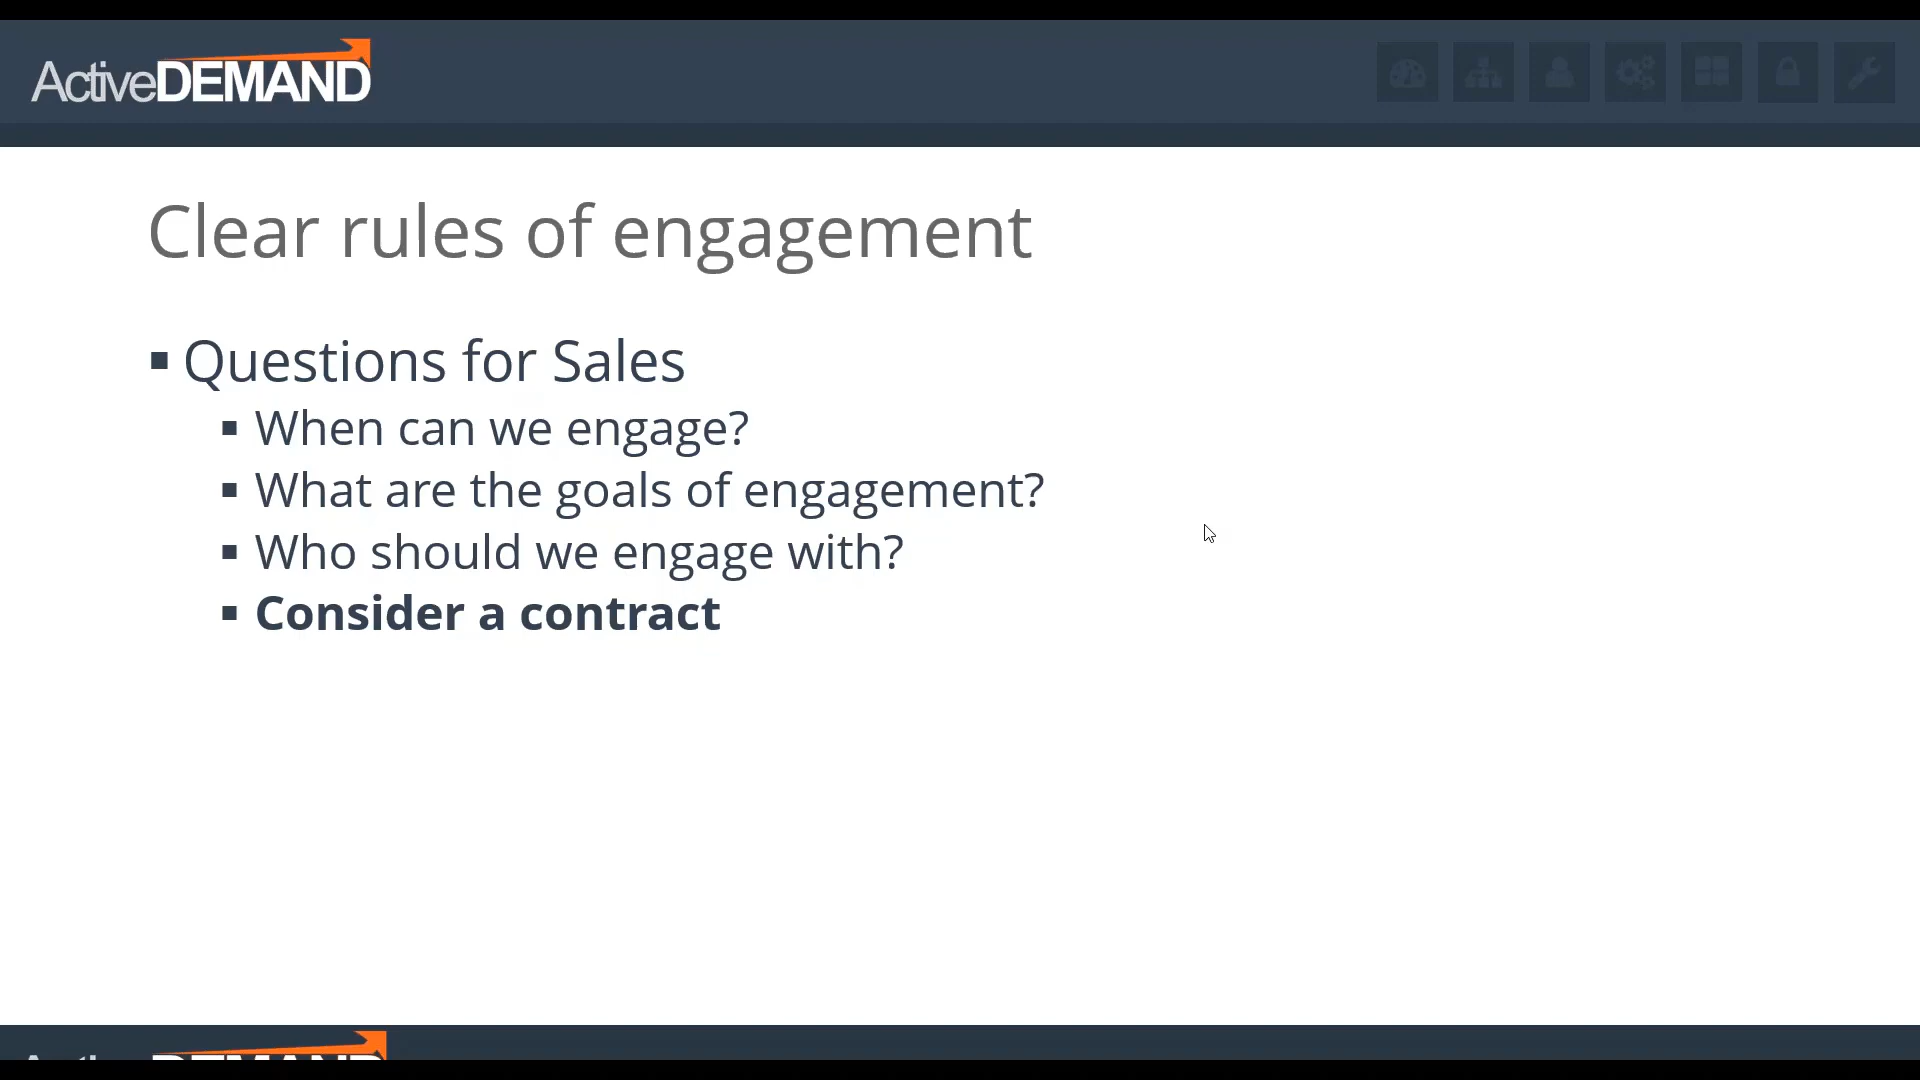 ActiveDEMAND
Clear rules of engagement
▪ Questions for Sales
▪ When can we engage?
▪ What are the goals of engagement?
▪ Who should we engage with?
▪ Consider a contract
ActiveDEMAND